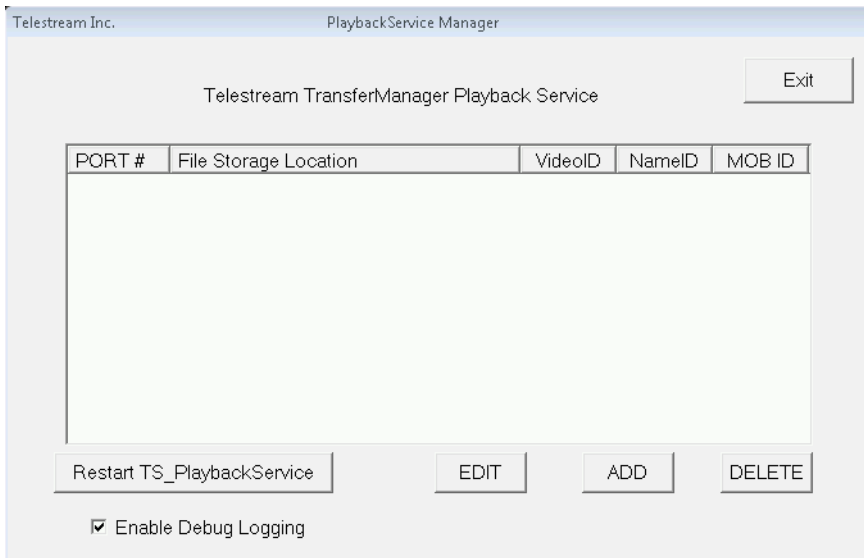 Telestream Inc. PlaybackService Manager
Exit
Telestream TransferManager Playback Service
PORT # File Storage Location VideoID NameID MOB ID
Restart TS_PlaybackService EDIT ADD DELETE
Enable Debug Logging